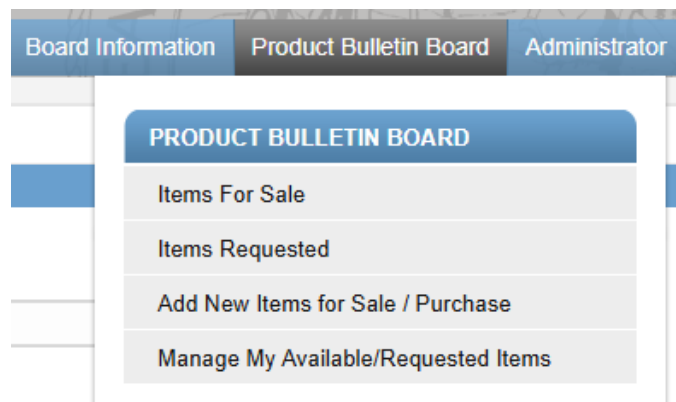 Board Information Product Bulletin Board Administrator
PRODUCT BULLETIN BOARD
Items For Sale
Items Requested
Add New Items for Sale / Purchase
Manage My Available/Requested Items